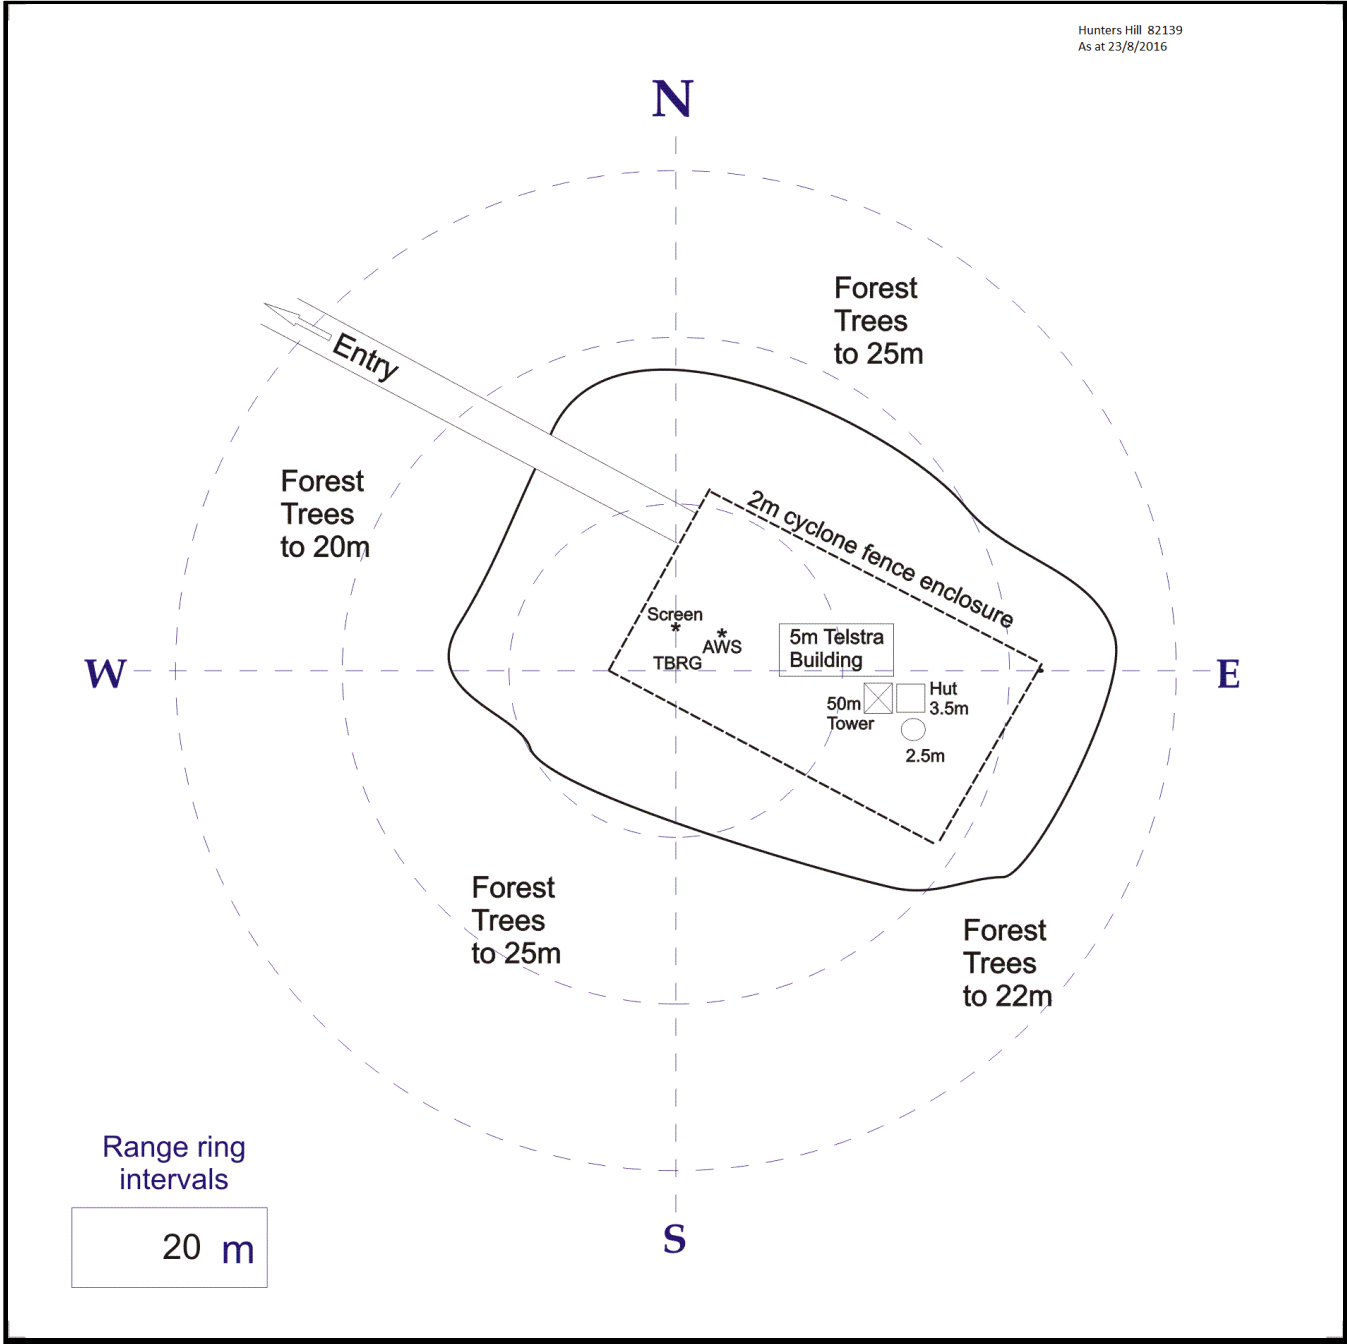 Hunters Hill 82139
As at 23/8/2016
N
Forest
Trees
to 25m
Entry
Forest
Trees
to 20m
2m cyclone fence enclosure
Screen
*
*
AWS
TBRG
5m Telstra
Building
W
E
50m
Tower
Hut
3.5m
2.5m
Forest
Trees
to 25m
Forest
Trees
to 22m
Range ring
intervals
20 m
S